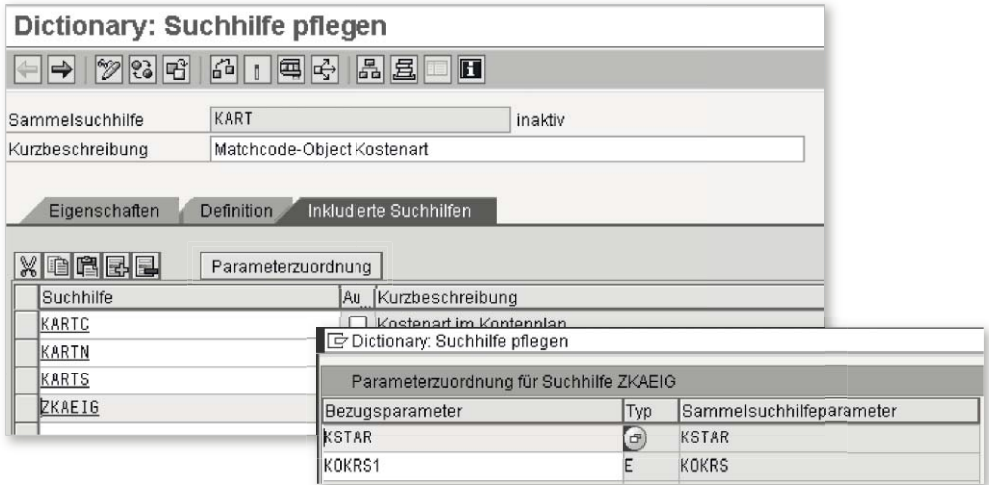 Dictionary: Suchhilfe pflegen
Sammelsuchhilfe KART inaktiv
Kurzbeschreibung Matchcode-Object Kostenart
Eigenschaften Definition Inkludierte Suchhilfen
Parameterzuordnung
Suchhilfe Au... Kurzbeschreibung
KARTC Kostenart im Kontenplan
KARTN
KARTS
ZKAEIG
Dictionary: Suchhilfe pflegen
Parameterzuordnung für Suchhilfe ZKAEIG
Bezugsparameter Typ Sammelsuchhilfeparameter
KSTAR KSTAR
KOKRS1 E KOKRS